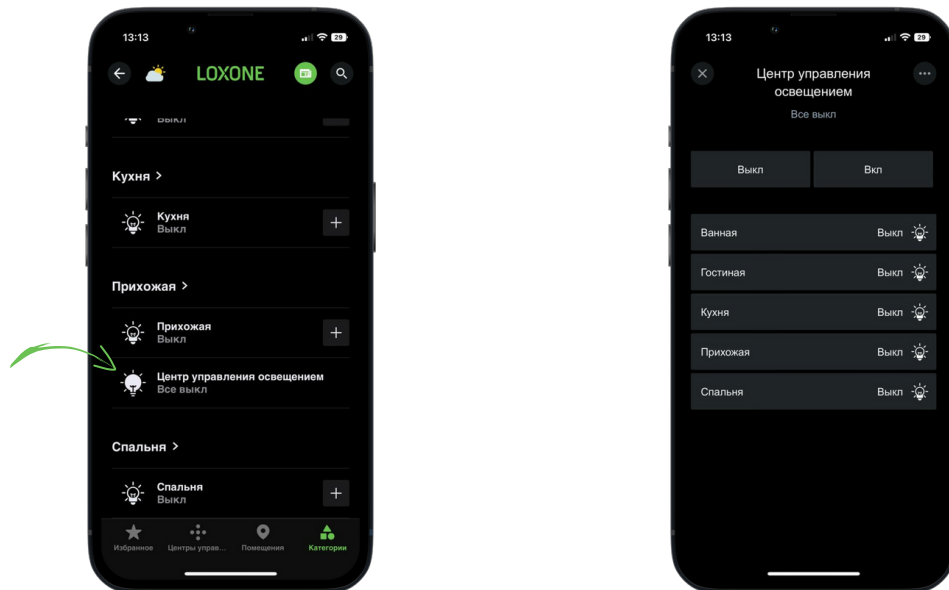 13:13
29
LOXONE
Выкл
Кухня >
Кухня
Выкл
Прихожая >
Прихожая
Выкл
Центр управления освещением
Все выкл
Спальня >
Спальня
Выкл
Избранное
Центры управ...
Помещения
Категории
13:13
29
Центр управления
освещением
Все выкл
Выкл
Вкл
Ванная Выкл
Гостиная Выкл
Кухня Выкл
Прихожая Выкл
Спальня Выкл